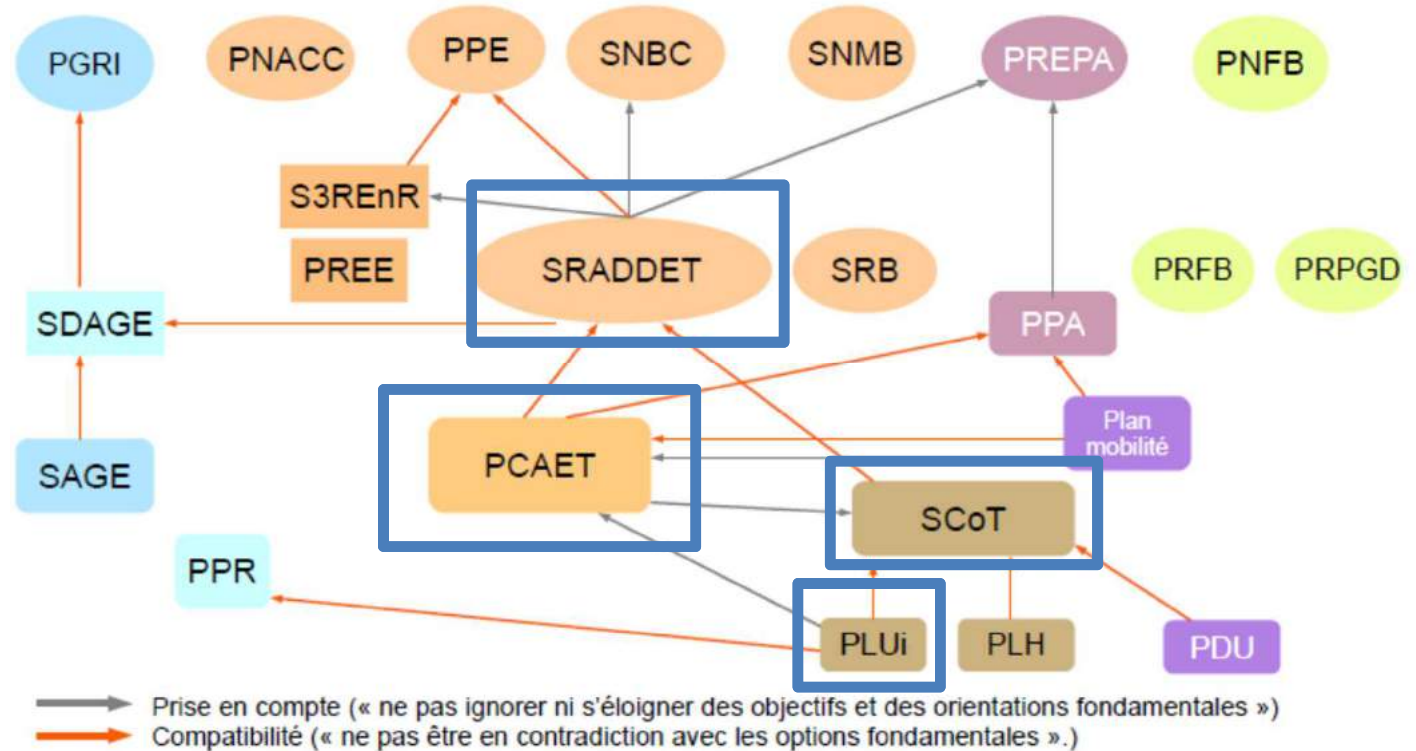 PGRI
PNACC
PPE
SNBC
SNMB
PREPA
PNFB
S3REnR
PREE
SRADDET
SRB
PRFB
PRPGD
SDAGE
PPA
Plan
mobilité
PCAET
SAGE
SCoT
PPR
PLUi
PLH
PDU
Prise en compte (« ne pas ignorer ni s'éloigner des objectifs et des orientations fondamentales »)
Compatibilité (« ne pas être en contradiction avec les options fondamentales ».)